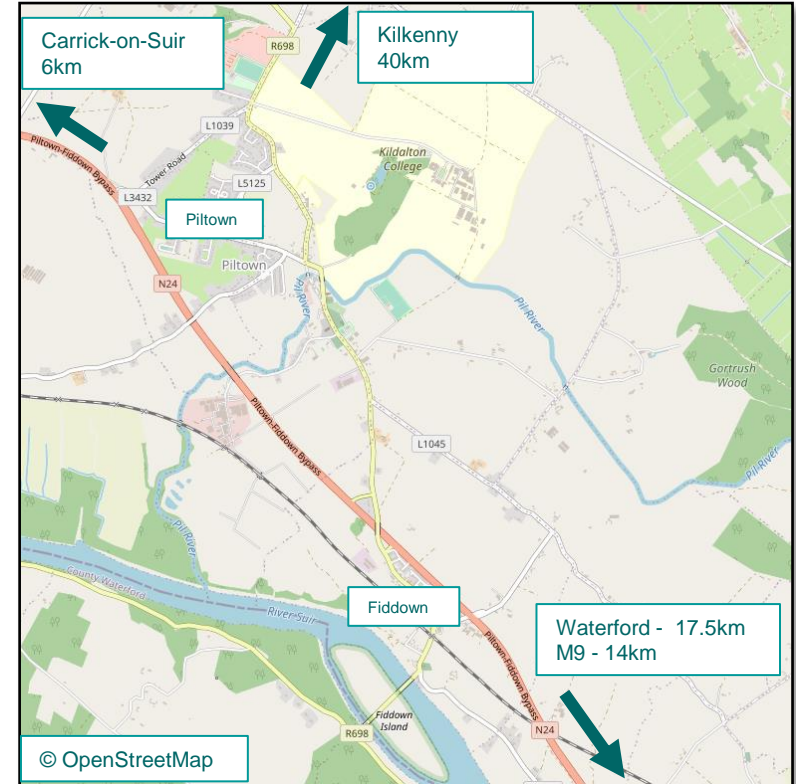 Carrick-on-Suir
6km
Kilkenny
40km
R698
L1039
Piltown-Fiddown Bypass
Tower Road
Kildalton
College
L5125
L3432
Piltown
Piltown
N24
Pil River
Pil River
Gortrush
Wood
Piltown-Fiddown Bypass
L1045
Pil River
Pil River
County Waterford
River Suir
Fiddown
Piltown-Fiddown Bypass
Waterford - 17.5km
M9 - 14km
Fiddown
Island
R698
N24
© OpenStreetMap